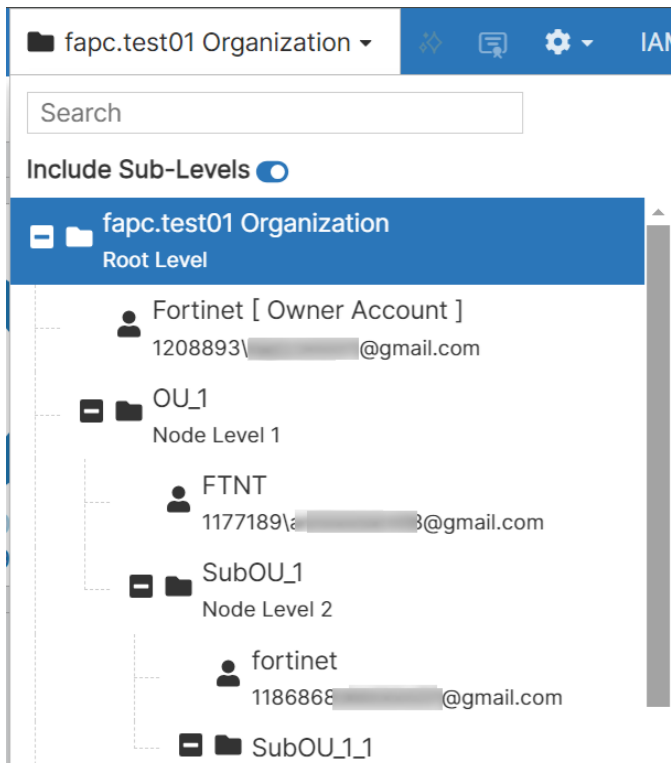 fapc.test01 Organization
IAM
Search
Include Sub-Levels
fapc.test01 Organization
Root Level
Fortinet [ Owner Account ]
1208893\ @gmail.com
OU_1
Node Level 1
FTNT
1177189\ @gmail.com
SubOU_1
Node Level 2
fortinet
1186868 @gmail.com
SubOU_1_1